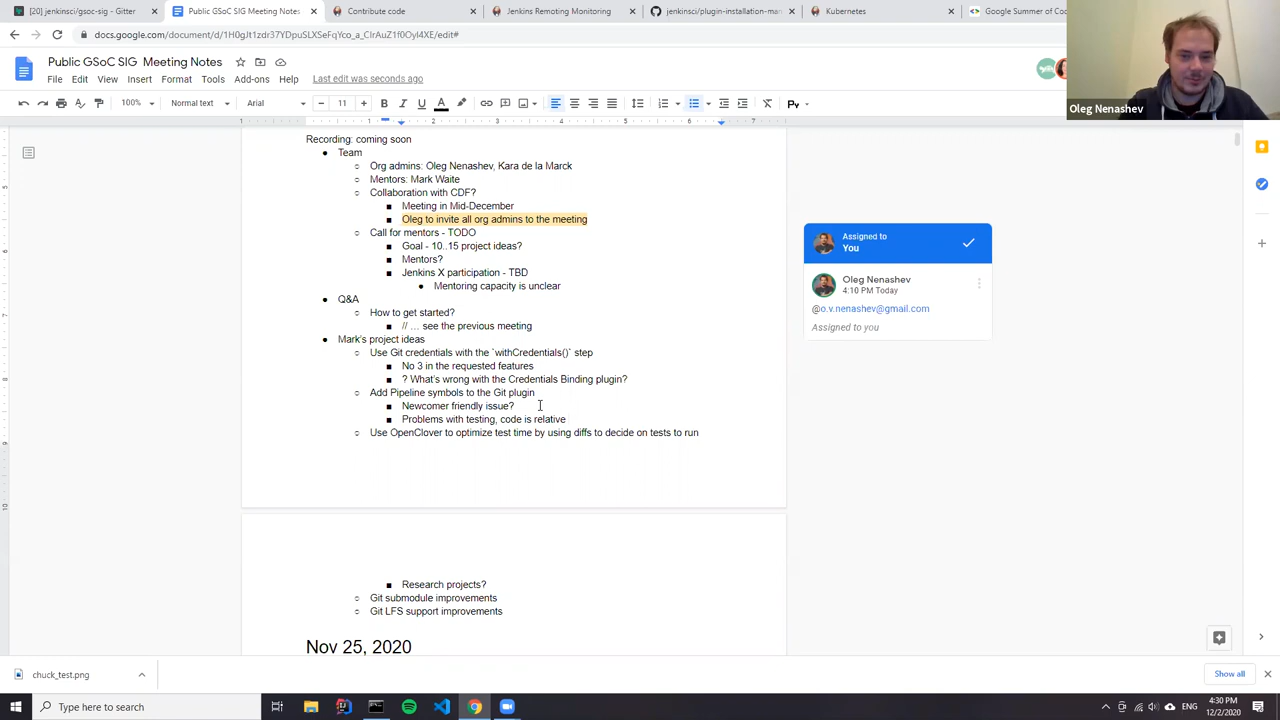 [20] jenkinsci/gsoc-sig - Gitter
Public GSoC SIG Meeting Notes
Contribute code
Jenkins Remoting Monitoring
jenkinsci/plugin-installation-man
Kubernetes
Google Summer of Cod
docs.google.com/document/d/1H0gJt1zdr37YDpuSLXSeFqYco_a_ClrAuZ1f0Oyl4XE/edit#
Public GSoC SIG Meeting Notes
File Edit View Insert Format Tools Add-ons Help Last edit was seconds ago
100% Normal text Arial 11
Oleg Nenashev
Recording: coming soon
Team
Org admins: Oleg Nenashev, Kara de la Marck
Mentors: Mark Waite
Collaboration with CDF?
Meeting in Mid-December
Oleg to invite all org admins to the meeting
Call for mentors - TODO
Goal - 10..15 project ideas?
Mentors?
Jenkins X participation - TBD
Mentoring capacity is unclear
Q&A
How to get started?
// … see the previous meeting
Mark's project ideas
Use Git credentials with the `withCredentials()` step
No 3 in the requested features
? What's wrong with the Credentials Binding plugin?
Add Pipeline symbols to the Git plugin
Newcomer friendly issue?
Problems with testing, code is relative
Use OpenClover to optimize test time by using diffs to decide on tests to run
Research projects?
Git submodule improvements
Git LFS support improvements
Nov 25, 2020
Assigned to
You
Oleg Nenashev
4:10 PM Today
@o.v.nenashev@gmail.com
Assigned to you
chuck_test.png
Show all
Type here to search
ENG
4:30 PM
12/2/2020